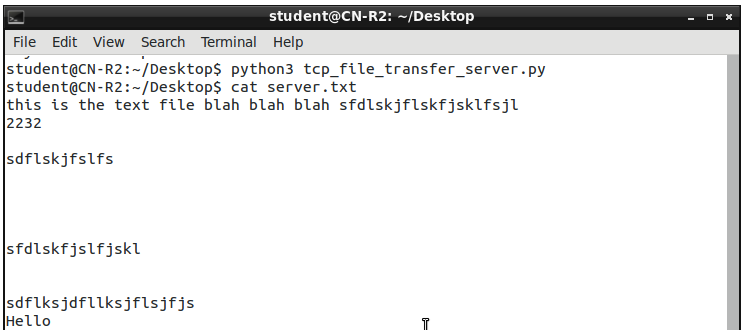 student@CN-R2: ~/Desktop
File Edit View Search Terminal Help
student@CN-R2:~/Desktop$ python3 tcp_file_transfer_server.py
student@CN-R2:~/Desktop$ cat server.txt
this is the text file blah blah blah sfdlskjflskfjsklfsjl
2232
sdflskjfslfs
sfdlskfjslfjskl
sdflksjdfllksjflsjfjs
Hello